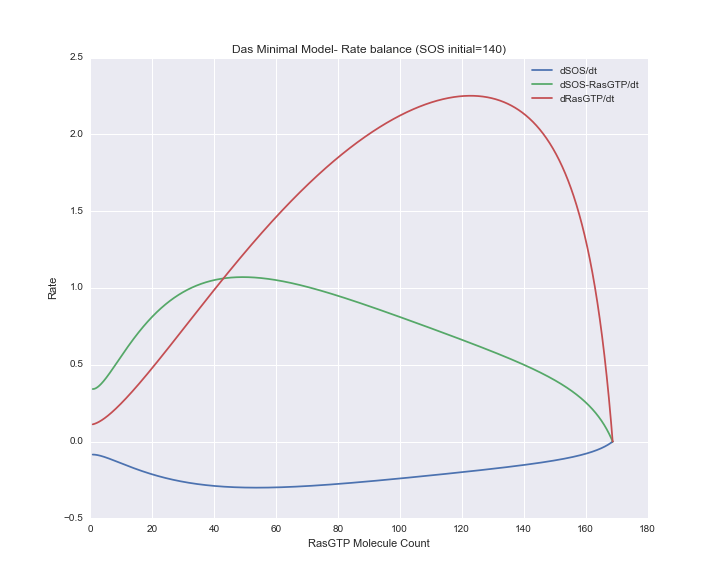 Das Minimal Model- Rate balance (SOS initial=140)
dSOS/dt
dSOS-RasGTP/dt
dRasGTP/dt
2.5
2.0
1.5
1.0
0.5
0.0
−0.5
Rate
0 20 40 60 80 100 120 140 160 180
RasGTP Molecule Count